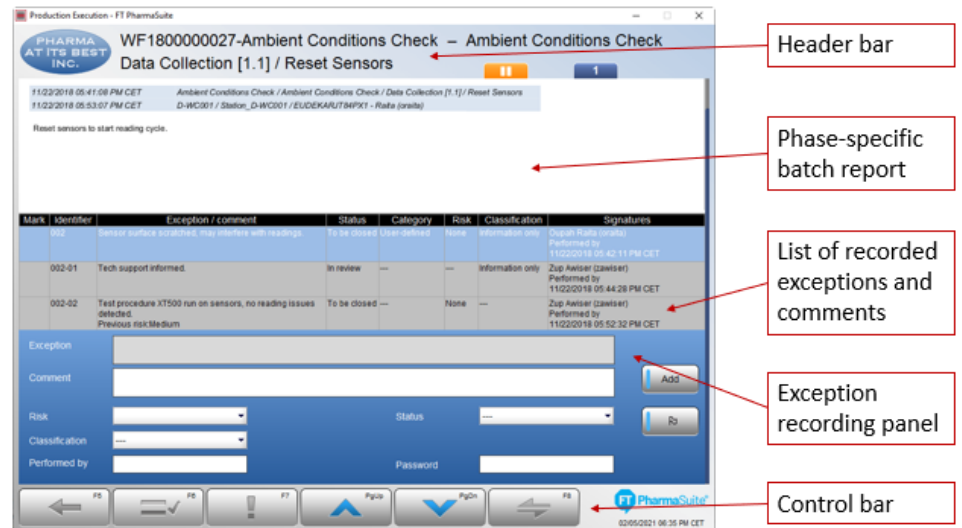 Production Execution - FT PharmaSuite
PHARMA
AT ITS BEST
INC.
WF1800000027-Ambient Conditions Check – Ambient Conditions Check
Data Collection [1.1] / Reset Sensors
1
Header bar
11/22/2018 05:41:08 PM CET Ambient Conditions Check / Ambient Conditions Check / Data Collection [1.1] / Reset Sensors
11/22/2018 05:53:07 PM CET D-WC001 / Station_D-WC001 / EUDEKARJT84PX1 - Raita (oraita)
Reset sensors to start reading cycle.
Phase-specific
batch report
Mark Identifier Exception / comment Status Category Risk Classification Signatures
002 Sensor surface scratched, may interfere with readings. To be closed User-defined None Information only Oupah Raita (oraita)
Performed by
11/22/2018 05:42:11 PM CET
002-01 Tech support informed. In review --- --- Information only Zup Awiser (zawiser)
Performed by
11/22/2018 05:44:28 PM CET
002-02 Test procedure XT500 run on sensors, no reading issues To be closed --- None --- Zup Awiser (zawiser)
detected. Performed by
Previous risk:Medium 11/22/2018 05:52:32 PM CET
List of recorded
exceptions and
comments
Exception
Comment
Add
Risk Status ---
Classification ---
Performed by Password
Exception
recording panel
F5 F6 F7 PgUp PgDn F8
FT PharmaSuite®
02/05/2021 06:35 PM CET
Control bar